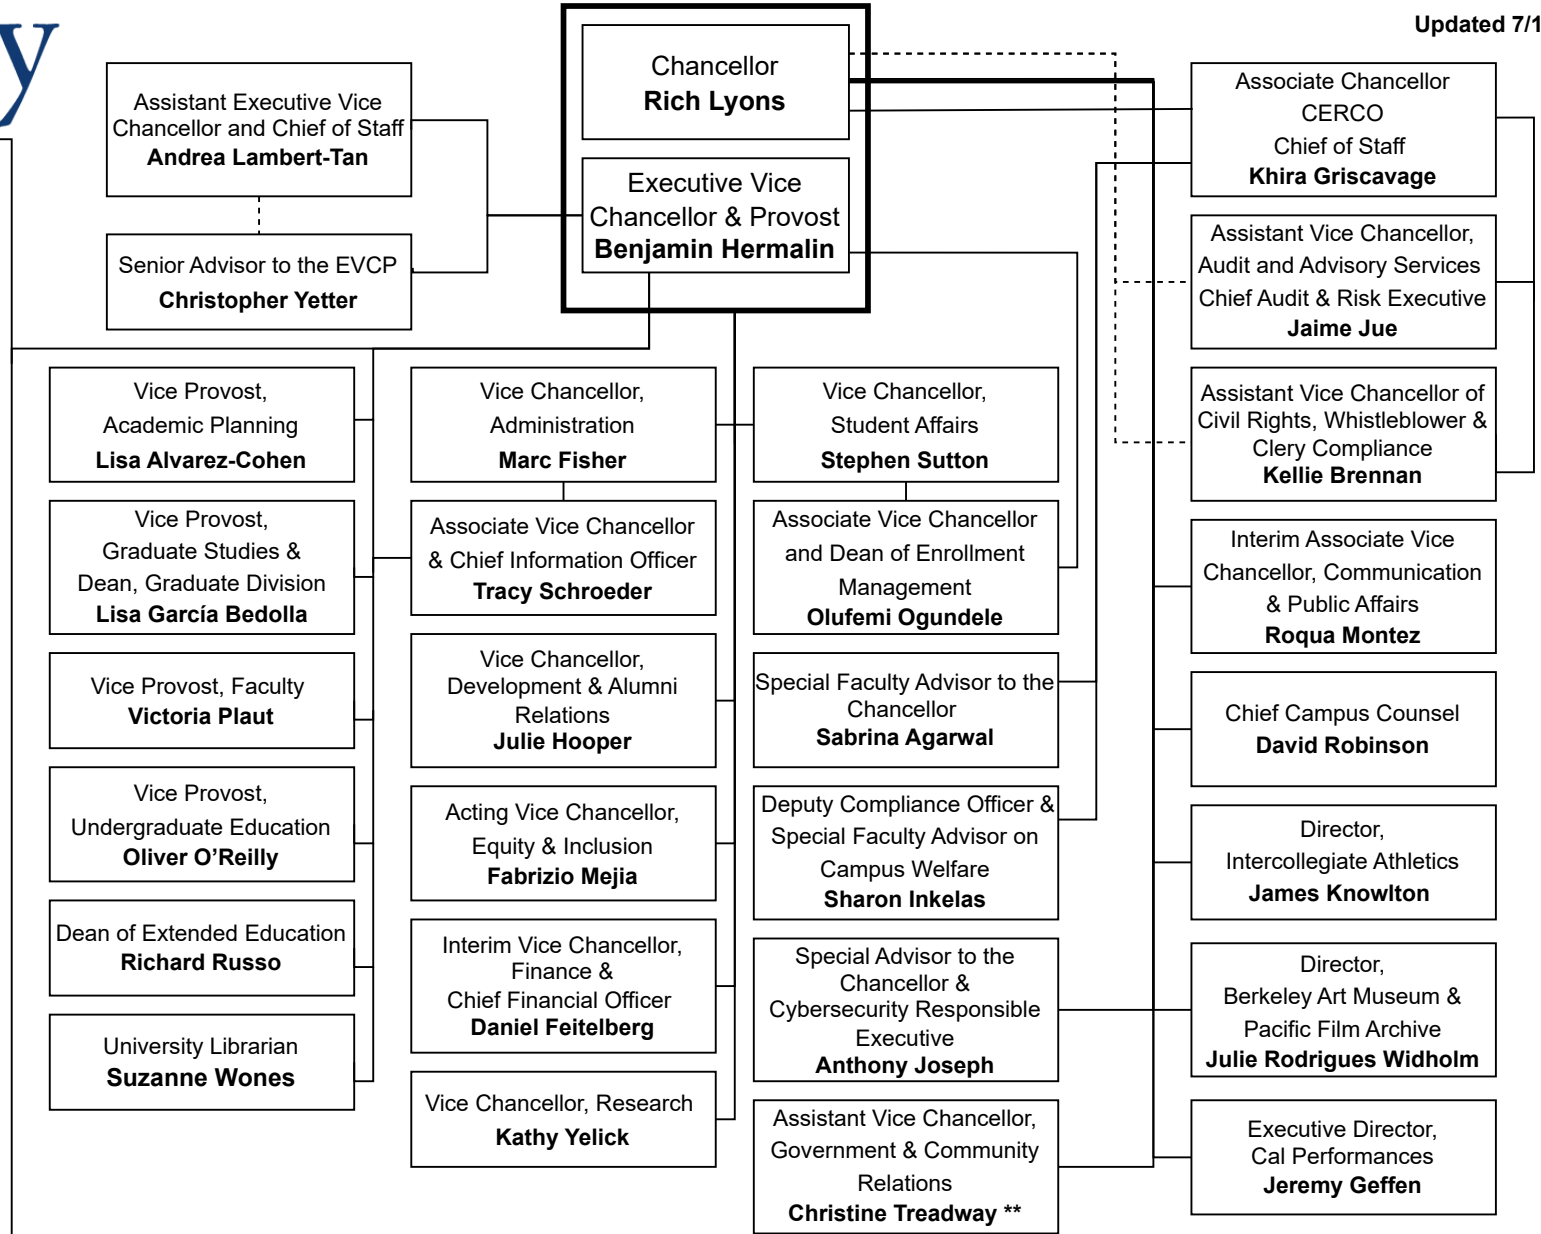 y
Updated 7/1
Chancellor
Rich Lyons
Executive Vice
Chancellor & Provost
Benjamin Hermalin
Assistant Executive Vice
Chancellor and Chief of Staff
Andrea Lambert-Tan
Senior Advisor to the EVCP
Christopher Yetter
Associate Chancellor
CERCO
Chief of Staff
Khira Griscavage
Assistant Vice Chancellor,
Audit and Advisory Services
Chief Audit & Risk Executive
Jaime Jue
Assistant Vice Chancellor of
Civil Rights, Whistleblower &
Clery Compliance
Kellie Brennan
Interim Associate Vice
Chancellor, Communication
& Public Affairs
Roqua Montez
Chief Campus Counsel
David Robinson
Director,
Intercollegiate Athletics
James Knowlton
Director,
Berkeley Art Museum &
Pacific Film Archive
Julie Rodrigues Widholm
Executive Director,
Cal Performances
Jeremy Geffen
Vice Provost,
Academic Planning
Lisa Alvarez-Cohen
Vice Provost,
Graduate Studies &
Dean, Graduate Division
Lisa García Bedolla
Vice Provost, Faculty
Victoria Plaut
Vice Provost,
Undergraduate Education
Oliver O’Reilly
Dean of Extended Education
Richard Russo
University Librarian
Suzanne Wones
Vice Chancellor,
Administration
Marc Fisher
Associate Vice Chancellor
& Chief Information Officer
Tracy Schroeder
Vice Chancellor,
Development & Alumni
Relations
Julie Hooper
Acting Vice Chancellor,
Equity & Inclusion
Fabrizio Mejia
Interim Vice Chancellor,
Finance &
Chief Financial Officer
Daniel Feitelberg
Vice Chancellor, Research
Kathy Yelick
Vice Chancellor,
Student Affairs
Stephen Sutton
Associate Vice Chancellor
and Dean of Enrollment
Management
Olufemi Ogundele
Special Faculty Advisor to the
Chancellor
Sabrina Agarwal
Deputy Compliance Officer &
Special Faculty Advisor on
Campus Welfare
Sharon Inkelas
Special Advisor to the
Chancellor &
Cybersecurity Responsible
Executive
Anthony Joseph
Assistant Vice Chancellor,
Government & Community
Relations
Christine Treadway **